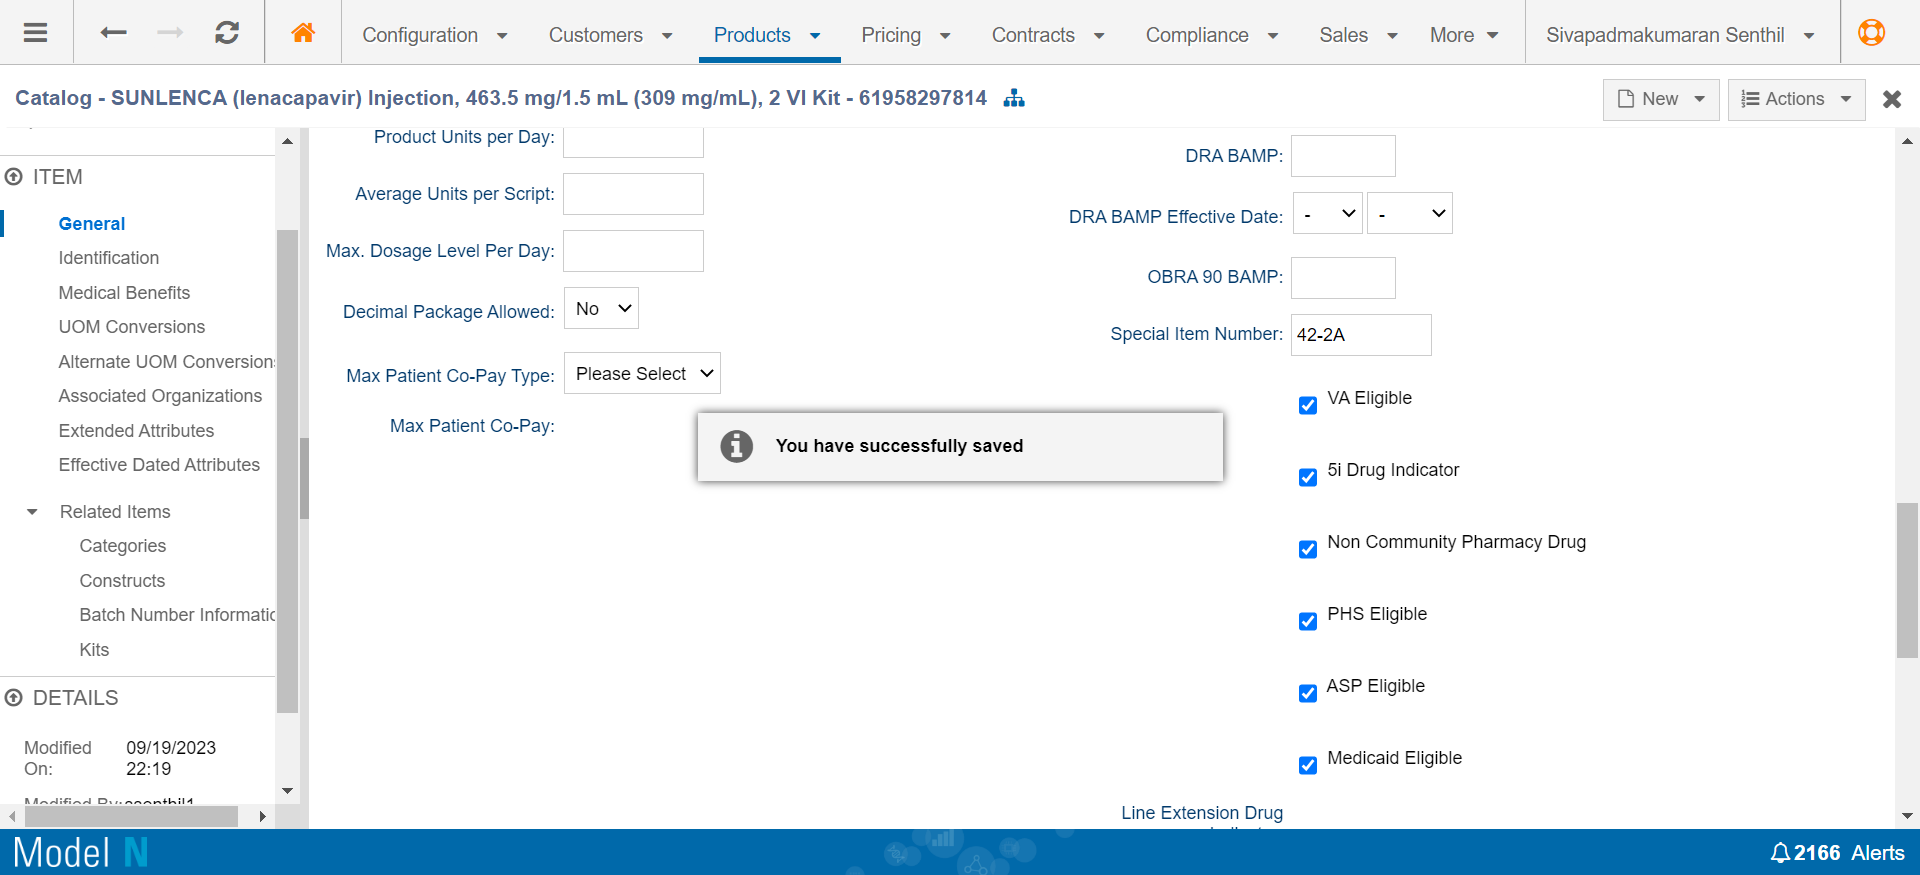 Configuration
Customers
Products
Pricing
Contracts
Compliance
Sales
More
Sivapadmakumaran Senthil
Catalog - SUNLENCA (lenacapavir) Injection, 463.5 mg/1.5 mL (309 mg/mL), 2 VI Kit - 61958297814
New
Actions
ITEM
General
Identification
Medical Benefits
UOM Conversions
Alternate UOM Conversion
Associated Organizations
Extended Attributes
Effective Dated Attributes
Related Items
Categories
Constructs
Batch Number Informatic
Kits
DETAILS
Modified On:
09/19/2023 22:19
Modified By: ssenthil1
Product Units per Day:
Average Units per Script:
Max. Dosage Level Per Day:
Decimal Package Allowed: No
Max Patient Co-Pay Type: Please Select
Max Patient Co-Pay:
You have successfully saved
DRA BAMP:
DRA BAMP Effective Date: - -
OBRA 90 BAMP:
Special Item Number: 42-2A
VA Eligible
5i Drug Indicator
Non Community Pharmacy Drug
PHS Eligible
ASP Eligible
Medicaid Eligible
Line Extension Drug
Model N
2166 Alerts